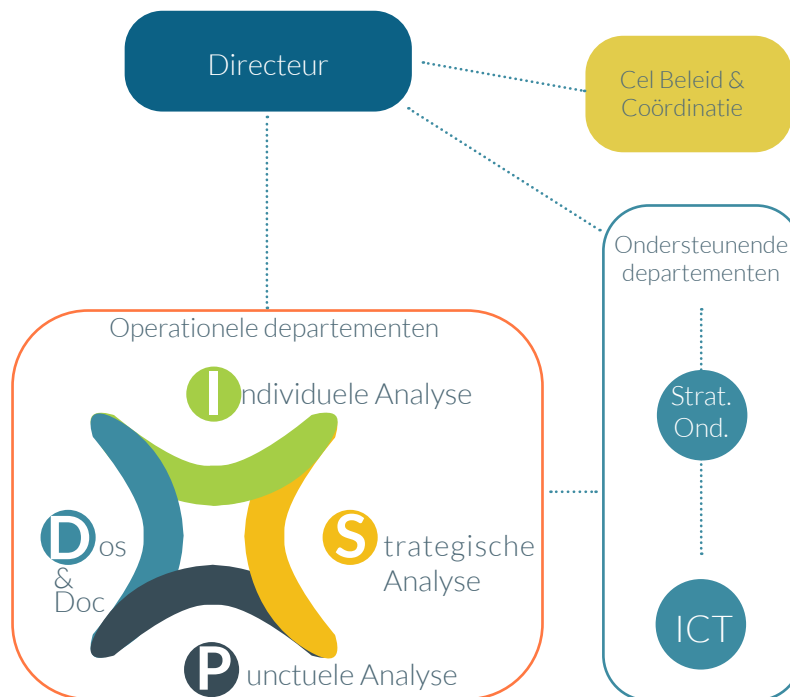 Directeur
Cel Beleid &
Coördinatie
Ondersteunende
departementen
Operationele departementen
Individuele Analyse
Strat.
Ond.
Dos
&
Doc
Strategische
Analyse
ICT
Punctuele Analyse